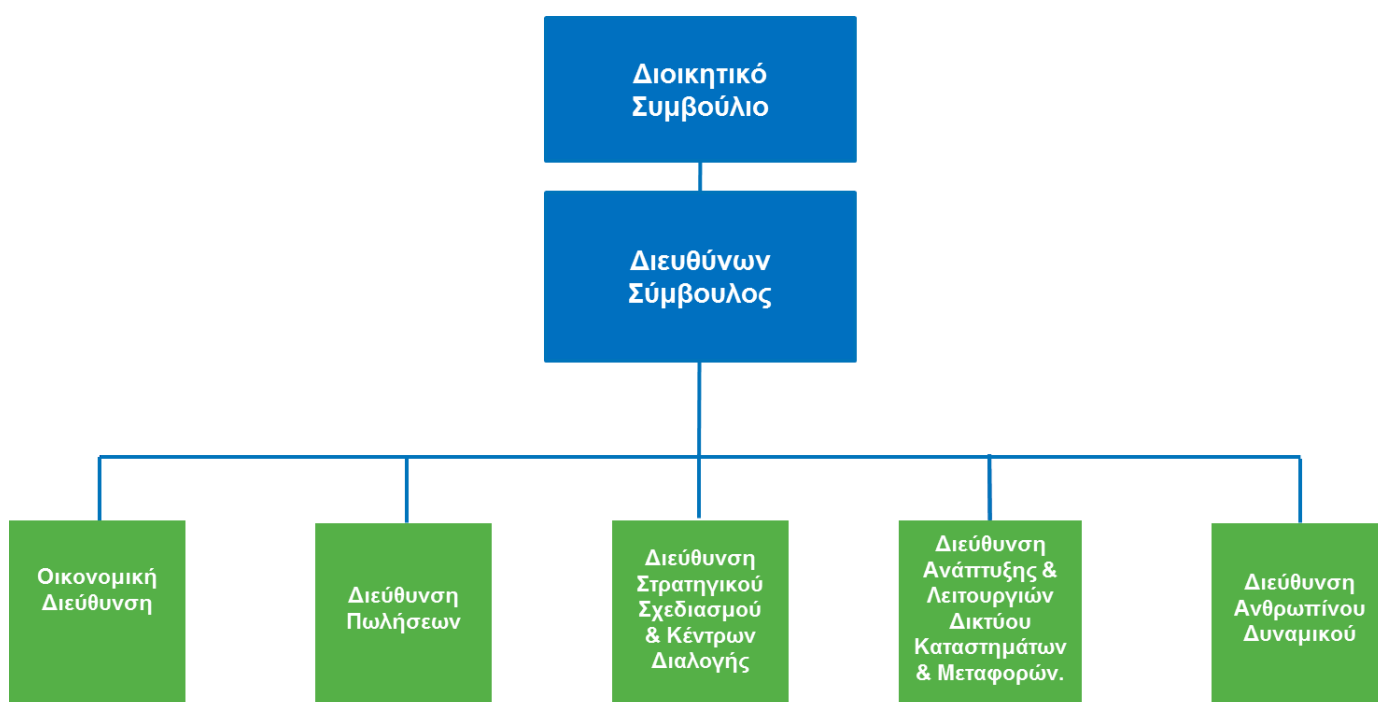 Διοικητικό
Συμβούλιο
Διευθύνων
Σύμβουλος
Οικονομική
Διεύθυνση
Διεύθυνση
Πωλήσεων
Διεύθυνση
Στρατηγικού
Σχεδιασμού
& Κέντρων
Διαλογής
Διεύθυνση
Ανάπτυξης &
Λειτουργιών
Δικτύου
Καταστημάτων
& Μεταφορών.
Διεύθυνση
Ανθρωπίνου
Δυναμικού